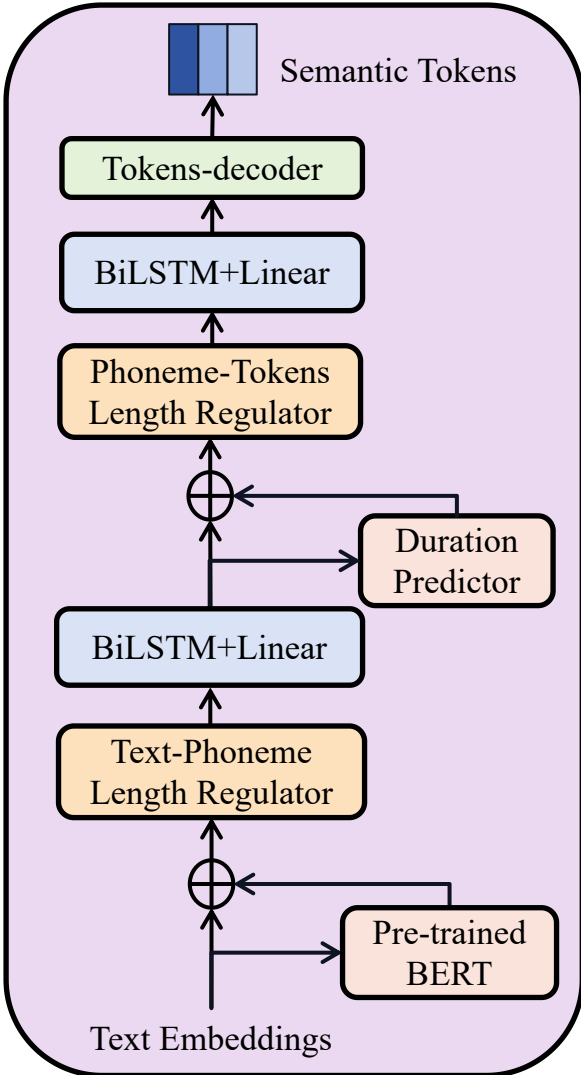 Semantic Tokens
Tokens-decoder
BiLSTM+Linear
Phoneme-Tokens
Length Regulator
Duration
Predictor
BiLSTM+Linear
Text-Phoneme
Length Regulator
Pre-trained
BERT
Text Embeddings